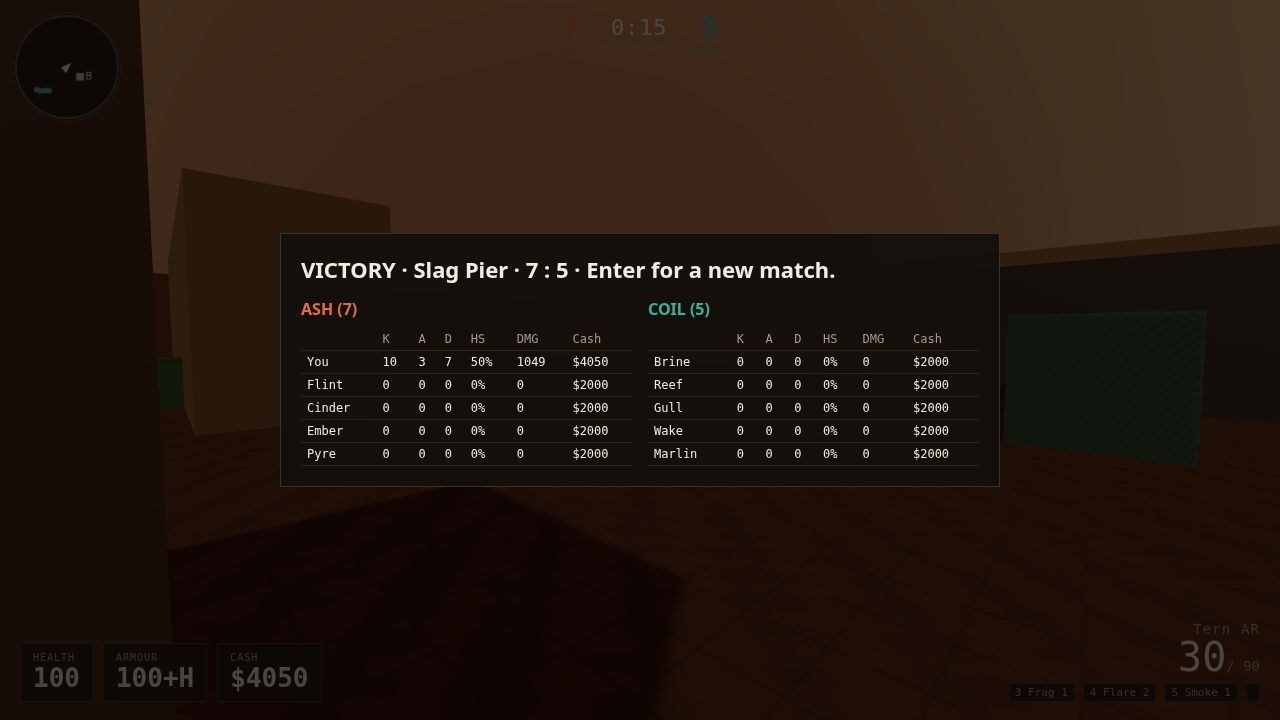 7 0:15 5
MATCH OVER
B
VICTORY · Slag Pier · 7 : 5 · Enter for a new match.
ASH (7)
K A D HS DMG Cash
You 10 3 7 50% 1049 $4050
Flint 0 0 0 0% 0 $2000
Cinder 0 0 0 0% 0 $2000
Ember 0 0 0 0% 0 $2000
Pyre 0 0 0 0% 0 $2000
COIL (5)
K A D HS DMG Cash
Brine 0 0 0 0% 0 $2000
Reef 0 0 0 0% 0 $2000
Gull 0 0 0 0% 0 $2000
Wake 0 0 0 0% 0 $2000
Marlin 0 0 0 0% 0 $2000
HEALTH
100
ARMOUR
100+H
CASH
$4050
Tern AR
30 / 90
3 Frag 1 4 Flare 2 5 Smoke 1